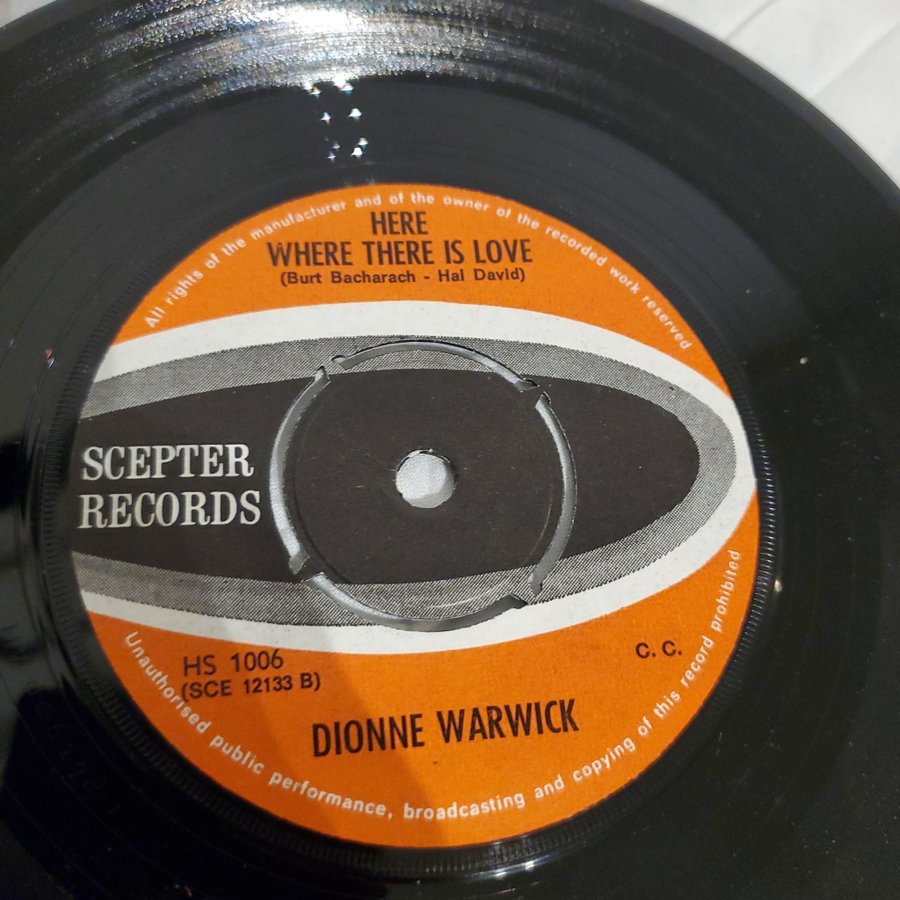 All rights of the manufacturer and of the owner of the recorded work reserved
HERE
WHERE THERE IS LOVE
(Burt Bacharach - Hal David)
SCEPTER
RECORDS
HS 1006
(SCE 12133 B)
C. C.
DIONNE WARWICK
Unauthorised public performance, broadcasting and copying of this record prohibited